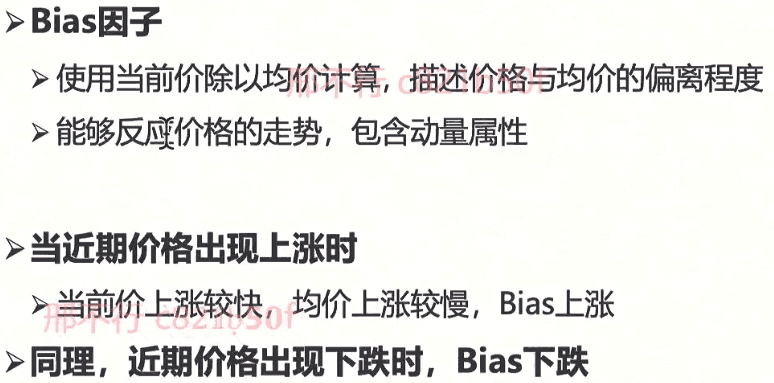 ➢Bias因子
➢使用当前价除以均价计算，描述价格与均价的偏离程度
➢能够反应价格的走势，包含动量属性
➢当近期价格出现上涨时
➢当前价上涨较快，均价上涨较慢，Bias上涨
➢同理，近期价格出现下跌时，Bias下跌